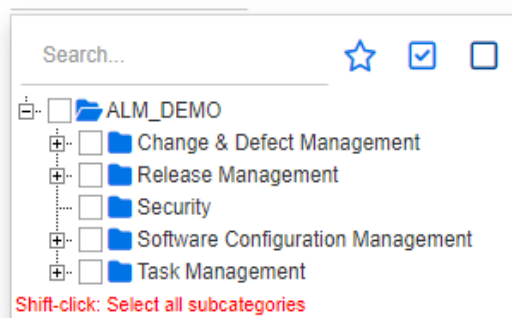 Search...
ALM_DEMO
Change & Defect Management
Release Management
Security
Software Configuration Management
Task Management
Shift-click: Select all subcategories